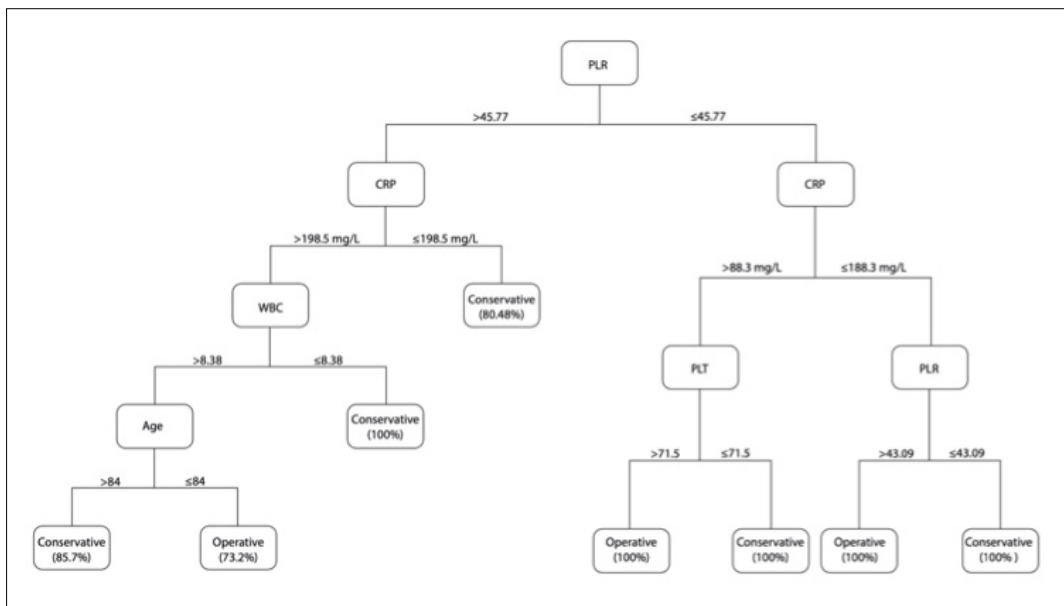 PLR
>45.77
≤45.77
CRP
CRP
>198.5 mg/L
≤198.5 mg/L
>88.3 mg/L
≤188.3 mg/L
WBC
Conservative
(80.48%)
>8.38
≤8.38
PLT
PLR
Age
Conservative
(100%)
>71.5
≤71.5
>43.09
≤43.09
>84
≤84
Conservative
(85.7%)
Operative
(73.2%)
Operative
(100%)
Conservative
(100%)
Operative
(100%)
Conservative
(100% )